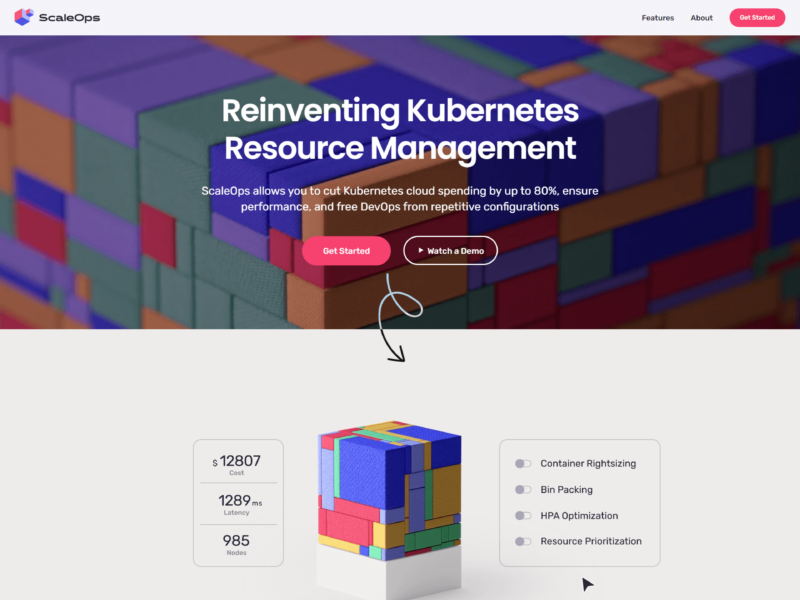 ScaleOps
Features
About
Get Started
Reinventing Kubernetes
Resource Management
ScaleOps allows you to cut Kubernetes cloud spending by up to 80%, ensure
performance, and free DevOps from repetitive configurations
Get Started
Watch a Demo
$ 12807
Cost
1289 ms
Latency
985
Nodes
Container Rightsizing
Bin Packing
HPA Optimization
Resource Prioritization